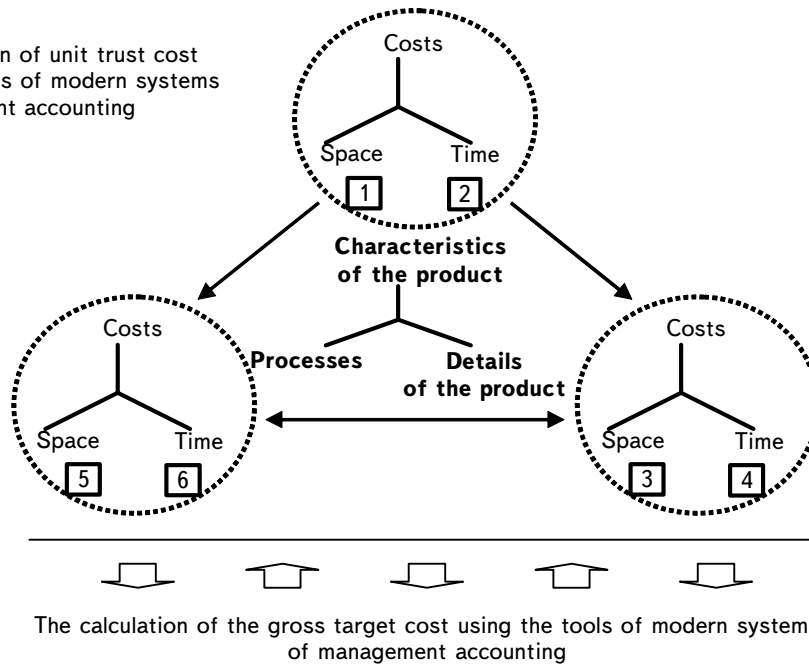 Costs
n of unit trust cost
s of modern systems
nt accounting
Space
Time
1
2
Characteristics
of the product
Costs
Costs
Processes
Details
of the product
Space
Time
Space
Time
5
6
3
4
The calculation of the gross target cost using the tools of modern system
of management accounting